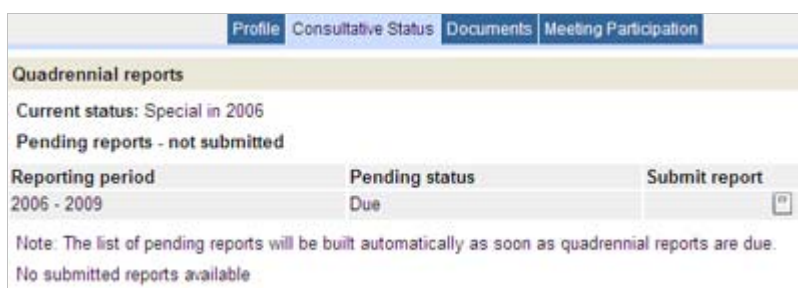 Profile Consultative Status Documents Meeting Participation
Quadrennial reports
Current status: Special in 2006
Pending reports - not submitted
Reporting period Pending status Submit report
2006 - 2009 Due
Note: The list of pending reports will be built automatically as soon as quadrennial reports are due.
No submitted reports available